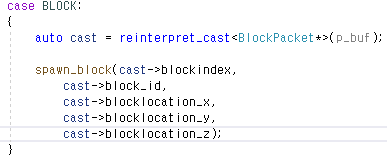 case BLOCK:
{
auto cast = reinterpret_cast<BlockPacket*>(p_buf);
spawn_block(cast->blockindex,
cast->block_id,
cast->blocklocation_x,
cast->blocklocation_y,
cast->blocklocation_z);
}